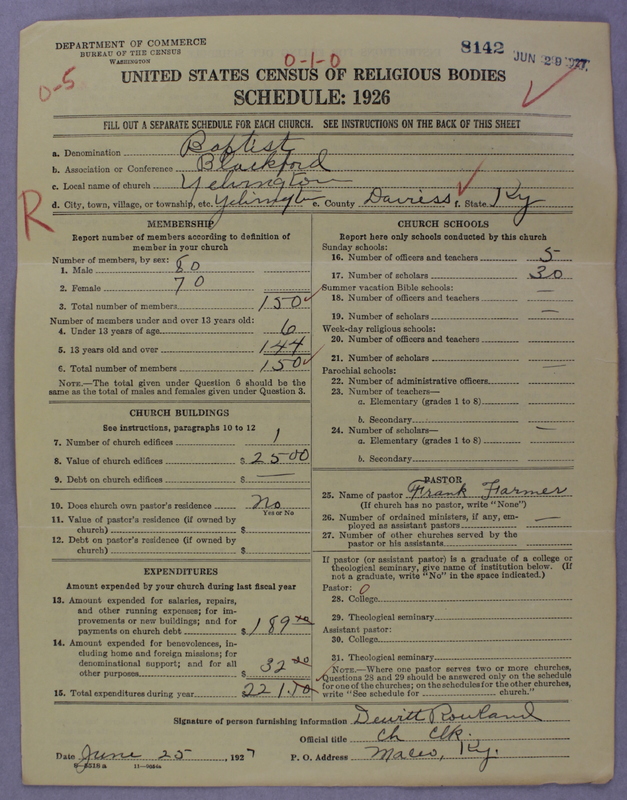 DEPARTMENT OF COMMERCE
BUREAU OF THE CENSUS
WASHINGTON
0-1-0
8142
JUN 29 1927
0-5
UNITED STATES CENSUS OF RELIGIOUS BODIES
SCHEDULE: 1926
FILL OUT A SEPARATE SCHEDULE FOR EACH CHURCH. SEE INSTRUCTIONS ON THE BACK OF THIS SHEET
a. Denomination Baptist
b. Association or Conference Blackford
c. Local name of church Yelvington
d. City, town, village, or township, etc. Yelvington e. County Daviess f. State Ky
R
MEMBERSHIP
Report number of members according to definition of
member in your church
Number of members, by sex:
1. Male 80
2. Female 70
3. Total number of members 150
Number of members under and over 13 years old:
4. Under 13 years of age 6
5. 13 years old and over 144
6. Total number of members 150
NOTE.—The total given under Question 6 should be the
same as the total of males and females given under Question 3.
CHURCH BUILDINGS
See instructions, paragraphs 10 to 12
7. Number of church edifices 1
8. Value of church edifices $ 2500
9. Debt on church edifices $ —
10. Does church own pastor's residence No
Yes or No
11. Value of pastor's residence (if owned by
church) $
12. Debt on pastor's residence (if owned by
church) $
EXPENDITURES
Amount expended by your church during last fiscal year
13. Amount expended for salaries, repairs,
and other running expenses; for im-
provements or new buildings; and for
payments on church debt $ 189.00
14. Amount expended for benevolences, in-
cluding home and foreign missions; for
denominational support; and for all
other purposes $ 32.00
15. Total expenditures during year $ 221.00
CHURCH SCHOOLS
Report here only schools conducted by this church
Sunday schools:
16. Number of officers and teachers 5
17. Number of scholars 30
Summer vacation Bible schools:
18. Number of officers and teachers —
19. Number of scholars —
Week-day religious schools:
20. Number of officers and teachers
21. Number of scholars
Parochial schools: —
22. Number of administrative officers
23. Number of teachers—
a. Elementary (grades 1 to 8)
b. Secondary
24. Number of scholars— —
a. Elementary (grades 1 to 8)
b. Secondary
PASTOR
25. Name of pastor Frank Farmer
(If church has no pastor, write "None")
26. Number of ordained ministers, if any, em-
ployed as assistant pastors —
27. Number of other churches served by the
pastor or his assistants
If pastor (or assistant pastor) is a graduate of a college or
theological seminary, give name of institution below. (If
not a graduate, write "No" in the space indicated.)
Pastor: 0
28. College
29. Theological seminary
Assistant pastor:
30. College
31. Theological seminary
NOTE.—Where one pastor serves two or more churches,
Questions 28 and 29 should be answered only on the schedule
for one of the churches; on the schedules for the other churches,
write "See schedule for church."
Signature of person furnishing information Dewitt Rowland
Official title Ch Clk.
Date June 25, 1927 P. O. Address Maceo, Ky.